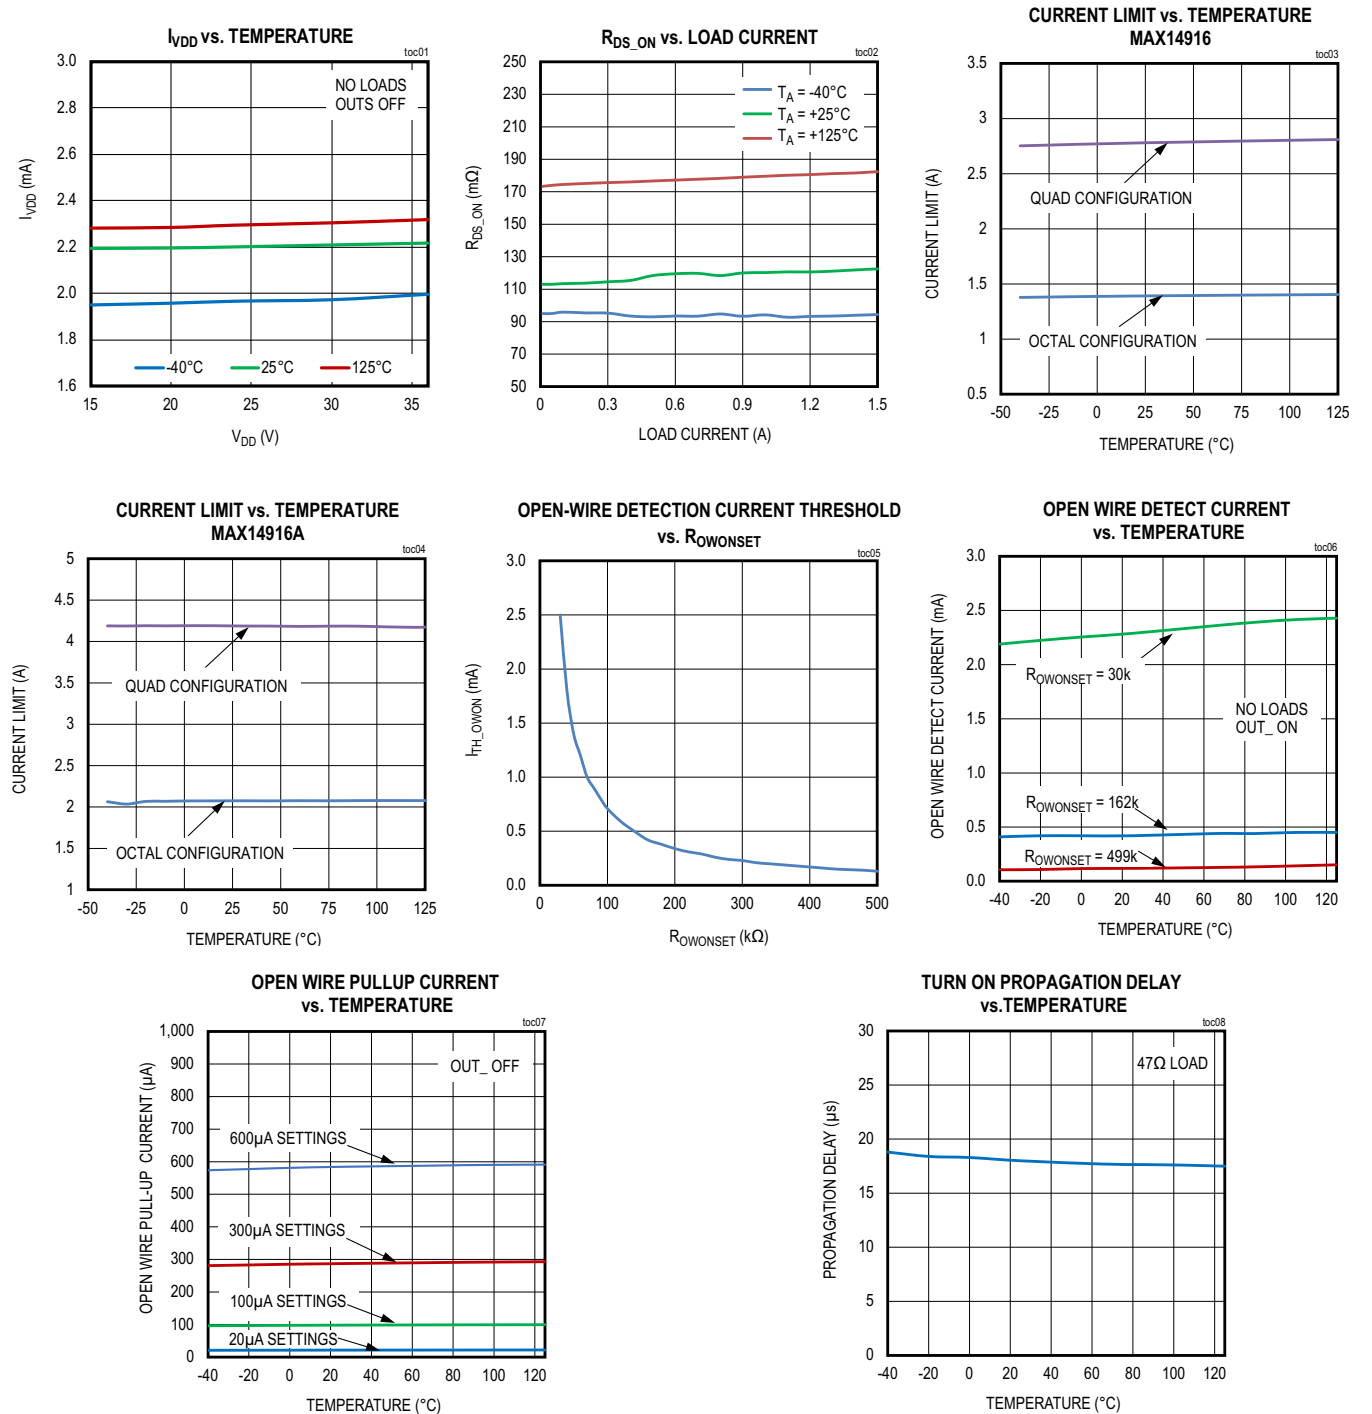 I_VDD vs. TEMPERATURE
toc01
3.0
2.8
2.6
2.4
2.2
2.0
1.8
1.6
I_VDD (mA)
NO LOADS
OUTS OFF
-40°C 25°C 125°C
15 20 25 30 35
V_DD (V)
R_DS_ON vs. LOAD CURRENT
toc02
250
230
210
190
170
150
130
110
90
70
50
R_DS_ON (mΩ)
T_A = -40°C
T_A = +25°C
T_A = +125°C
0 0.3 0.6 0.9 1.2 1.5
LOAD CURRENT (A)
CURRENT LIMIT vs. TEMPERATURE
MAX14916
toc03
3.5
3
2.5
2
1.5
1
0.5
CURRENT LIMIT (A)
QUAD CONFIGURATION
OCTAL CONFIGURATION
-50 -25 0 25 50 75 100 125
TEMPERATURE (°C)
CURRENT LIMIT vs. TEMPERATURE
MAX14916A
toc04
5
4.5
4
3.5
3
2.5
2
1.5
1
CURRENT LIMIT (A)
QUAD CONFIGURATION
OCTAL CONFIGURATION
-50 -25 0 25 50 75 100 125
TEMPERATURE (°C)
OPEN-WIRE DETECTION CURRENT THRESHOLD
vs. R_OWONSET
toc05
3.0
2.5
2.0
1.5
1.0
0.5
0.0
I_TH_OWON (mA)
0 100 200 300 400 500
R_OWONSET (kΩ)
OPEN WIRE DETECT CURRENT
vs. TEMPERATURE
toc06
3.0
2.5
2.0
1.5
1.0
0.5
0.0
OPEN WIRE DETECT CURRENT (mA)
R_OWONSET = 30k
NO LOADS
OUT_ ON
R_OWONSET = 162k
R_OWONSET = 499k
-40 -20 0 20 40 60 80 100 120
TEMPERATURE (°C)
OPEN WIRE PULLUP CURRENT
vs. TEMPERATURE
toc07
1,000
900
800
700
600
500
400
300
200
100
0
OPEN WIRE PULL-UP CURRENT (µA)
OUT_ OFF
600µA SETTINGS
300µA SETTINGS
100µA SETTINGS
20µA SETTINGS
-40 -20 0 20 40 60 80 100 120
TEMPERATURE (°C)
TURN ON PROPAGATION DELAY
vs.TEMPERATURE
toc08
30
25
20
15
10
5
0
PROPAGATION DELAY (µs)
47Ω LOAD
-40 -20 0 20 40 60 80 100 120
TEMPERATURE (°C)